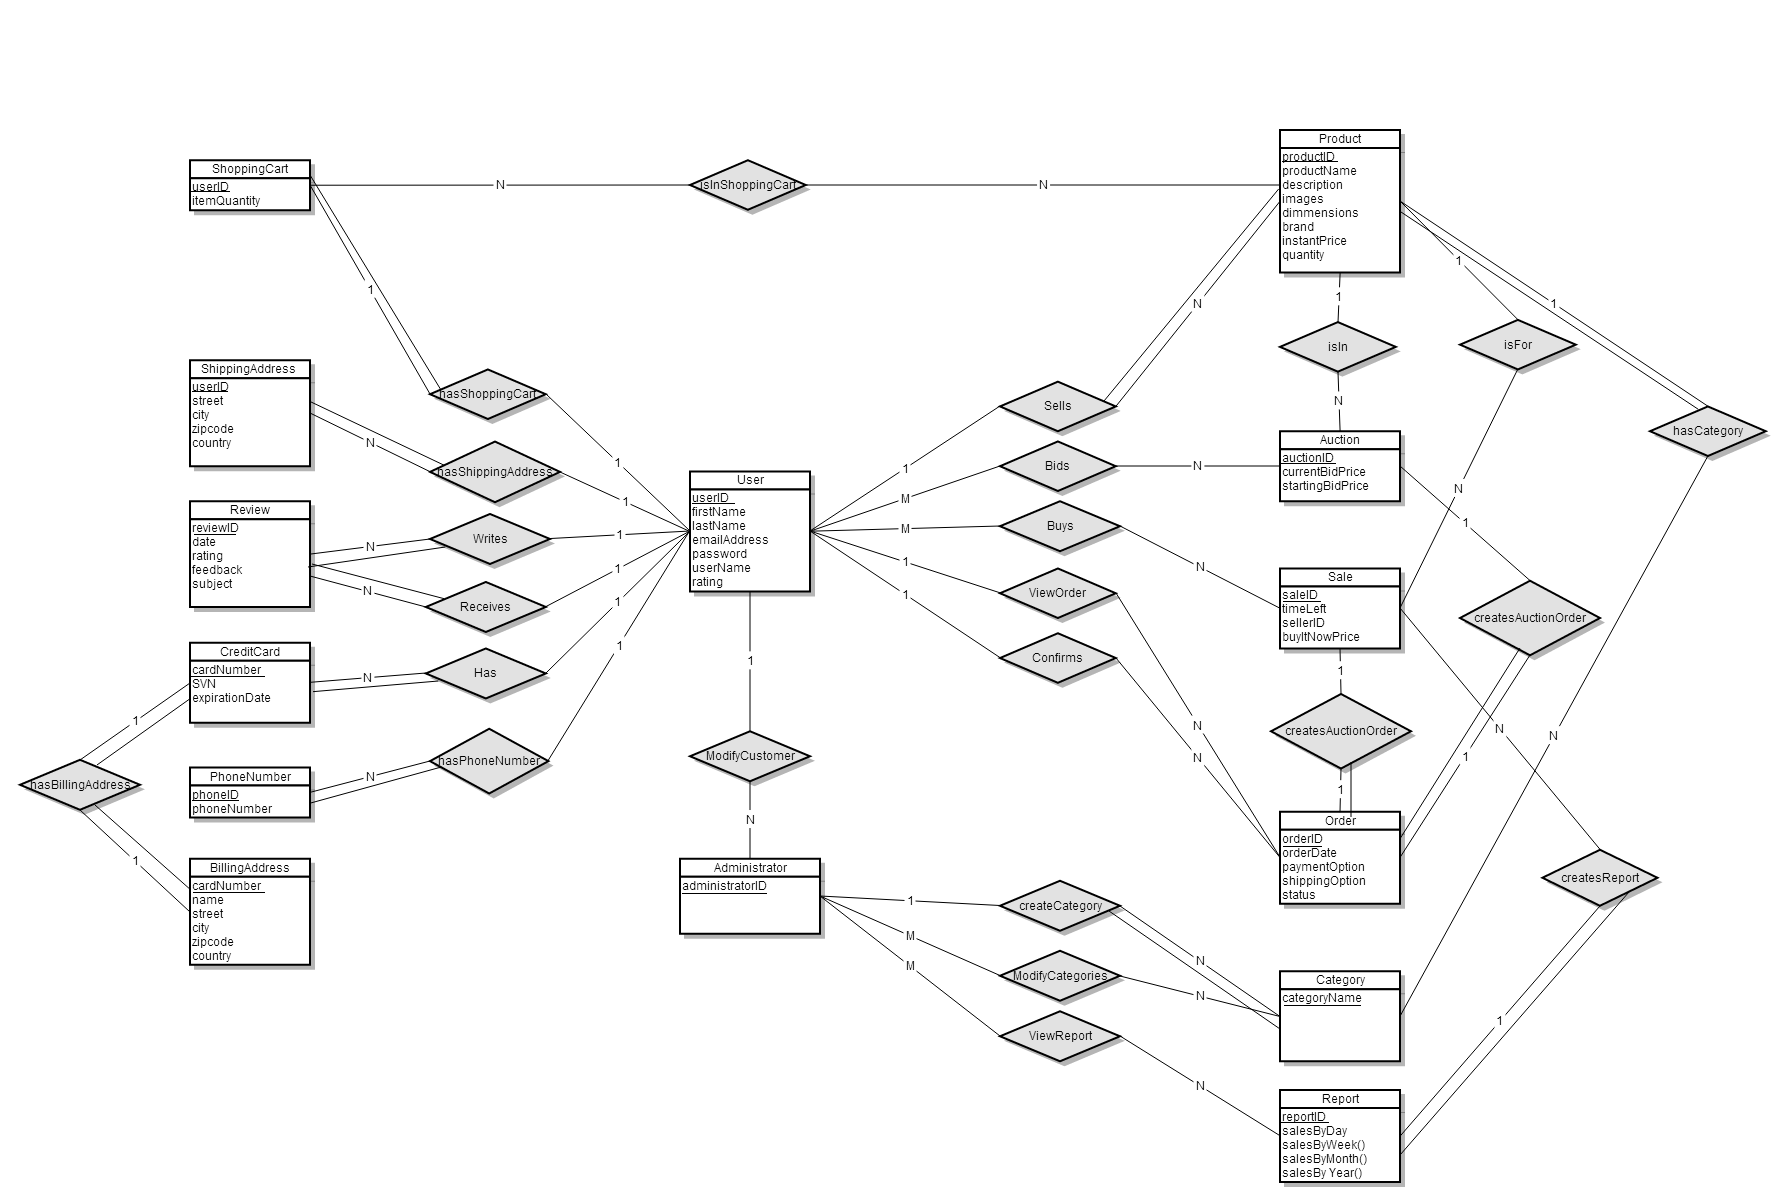 Product
productID
productName
description
images
dimmensions
brand
instantPrice
quantity
ShoppingCart
userID
itemQuantity
N
isInShoppingCart
N
1
1
1
1
isIn
isFor
N
hasShoppingCart
ShippingAddress
userID
street
city
zipcode
country
N
hasShippingAddress
1
1
Sells
1
N
hasCategory
Auction
auctionID
currentBidPrice
startingBidPrice
Bids
M
N
User
userID
firstName
lastName
emailAddress
password
userName
rating
Review
reviewID
date
rating
feedback
subject
N
Writes
1
N
Receives
1
M
Buys
N
1
ViewOrder
N
1
Confirms
N
N
1
Sale
saleID
timeLeft
sellerID
buyItNowPrice
createsAuctionOrder
CreditCard
cardNumber
SVN
expirationDate
N
Has
1
1
hasBillingAddress
1
PhoneNumber
phoneID
phoneNumber
N
hasPhoneNumber
1
1
ModifyCustomer
N
1
createsAuctionOrder
1
1
N
N
BillingAddress
cardNumber
name
street
city
zipcode
country
Administrator
administratorID
Order
orderID
orderDate
paymentOption
shippingOption
status
createsReport
1
createCategory
N
M
ModifyCategories
N
M
ViewReport
N
Category
categoryName
1
Report
reportID
salesByDay
salesByWeek()
salesByMonth()
salesBy Year()